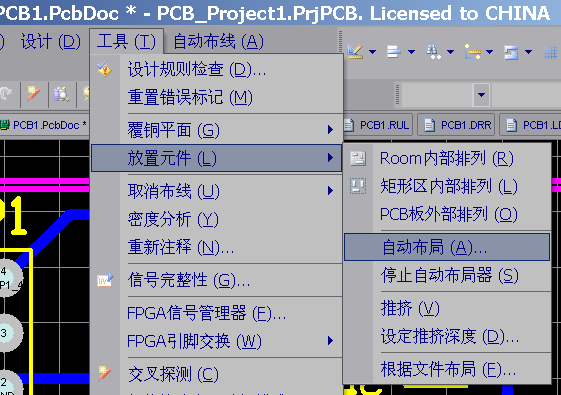 PCB1.PcbDoc * - PCB_Project1.PrjPCB. Licensed to CHINA
设计 (D) 工具 (T) 自动布线 (A)
PCB1.PcbDoc * PCB1.RUL PCB1.DRR PCB1.LD
设计规则检查 (D)...
重置错误标记 (M)
覆铜平面 (G)
放置元件 (L)
取消布线 (U)
密度分析 (Y)
重新注释 (N)...
信号完整性 (G)...
FPGA信号管理器 (F)...
FPGA引脚交换 (W)
交叉探测 (C)
Room内部排列 (R)
矩形区内部排列 (L)
PCB板外部排列 (O)
自动布局 (A)...
停止自动布局器 (S)
推挤 (V)
设定推挤深度 (D)...
根据文件布局 (F)...
P1
4
P1_4
3
2